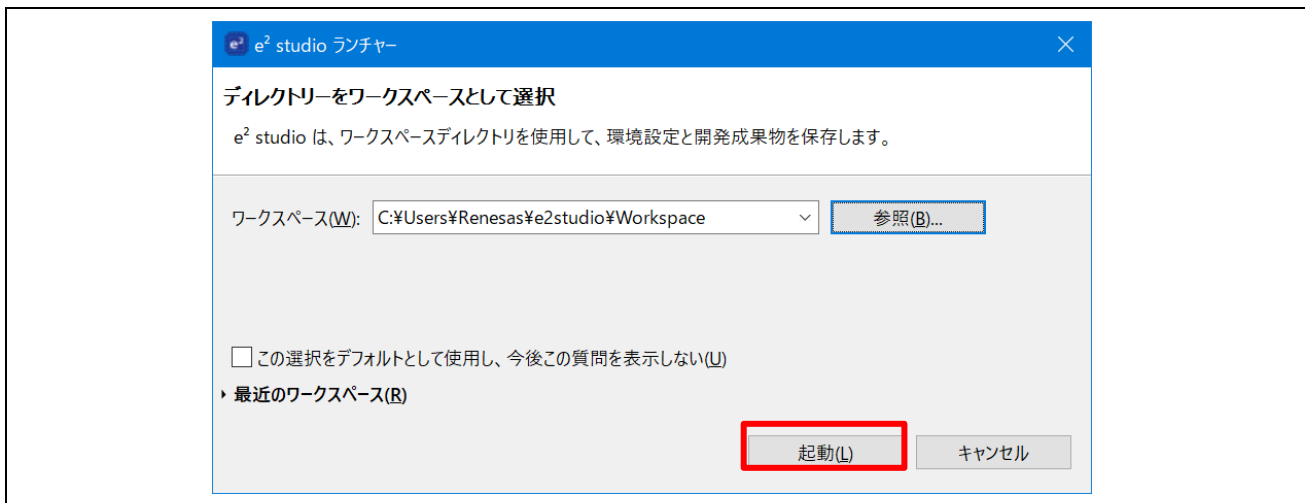 e² studio ランチャー
ディレクトリーをワークスペースとして選択
e² studio は、ワークスペースディレクトリを使用して、環境設定と開発成果物を保存します。
ワークスペース(W): C:¥Users¥Renesas¥e2studio¥Workspace 参照(B)...
この選択をデフォルトとして使用し、今後この質問を表示しない(U)
最近のワークスペース(R)
起動(L) キャンセル